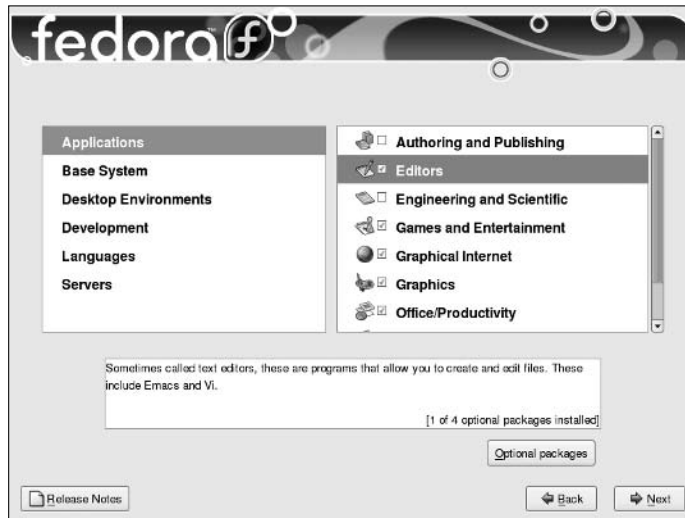 fedora
Applications
Base System
Desktop Environments
Development
Languages
Servers
Authoring and Publishing
Editors
Engineering and Scientific
Games and Entertainment
Graphical Internet
Graphics
Office/Productivity
Sometimes called text editors, these are programs that allow you to create and edit files. These
include Emacs and Vi.
[1 of 4 optional packages installed]
Optional packages
Release Notes
Back
Next